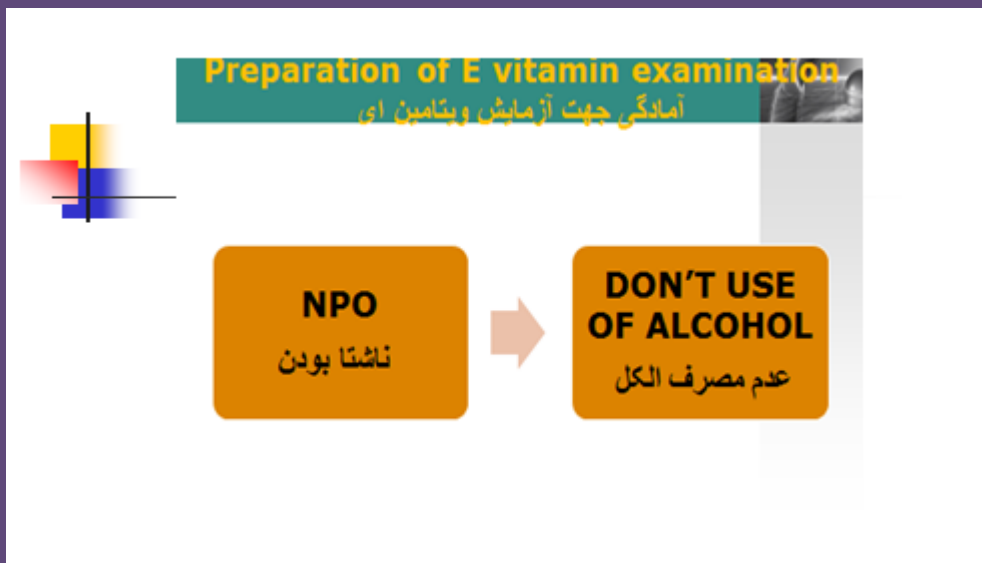 Preparation of E vitamin examination
آمادگی جهت آزمایش ویتامین ای
NPO
ناشتا بودن
DON'T USE
OF ALCOHOL
عدم مصرف الکل